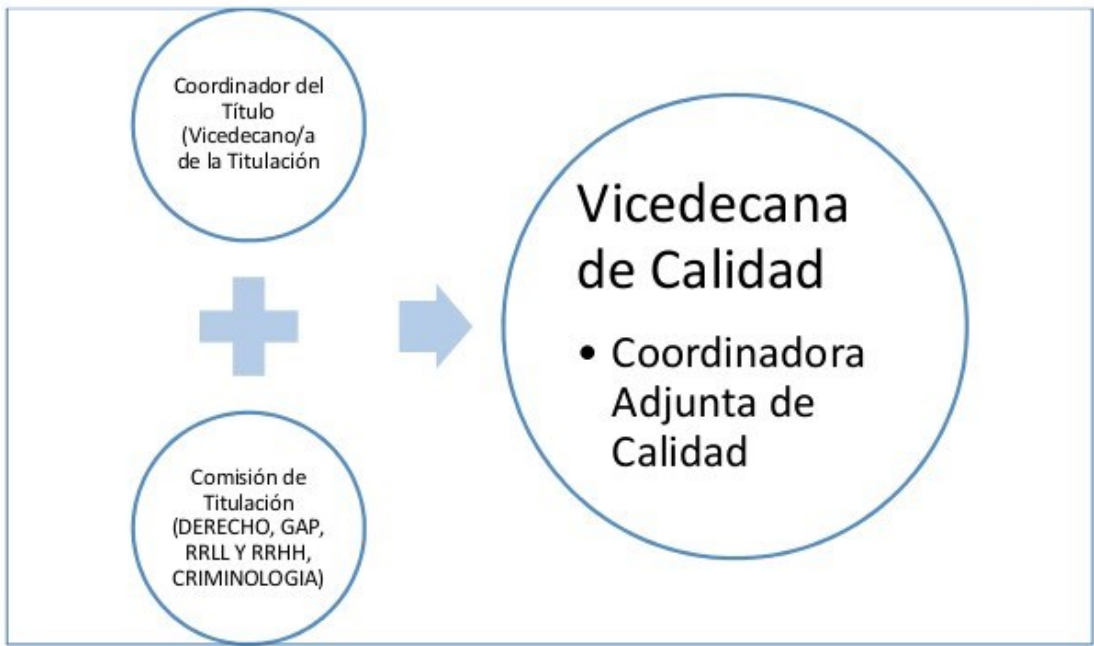 Coordinador del
Título
(Vicedecano/a
de la Titulación
Comisión de
Titulación
(DERECHO, GAP,
RRLL Y RRHH,
CRIMINOLOGIA)
Vicedecana
de Calidad
• Coordinadora
Adjunta de
Calidad